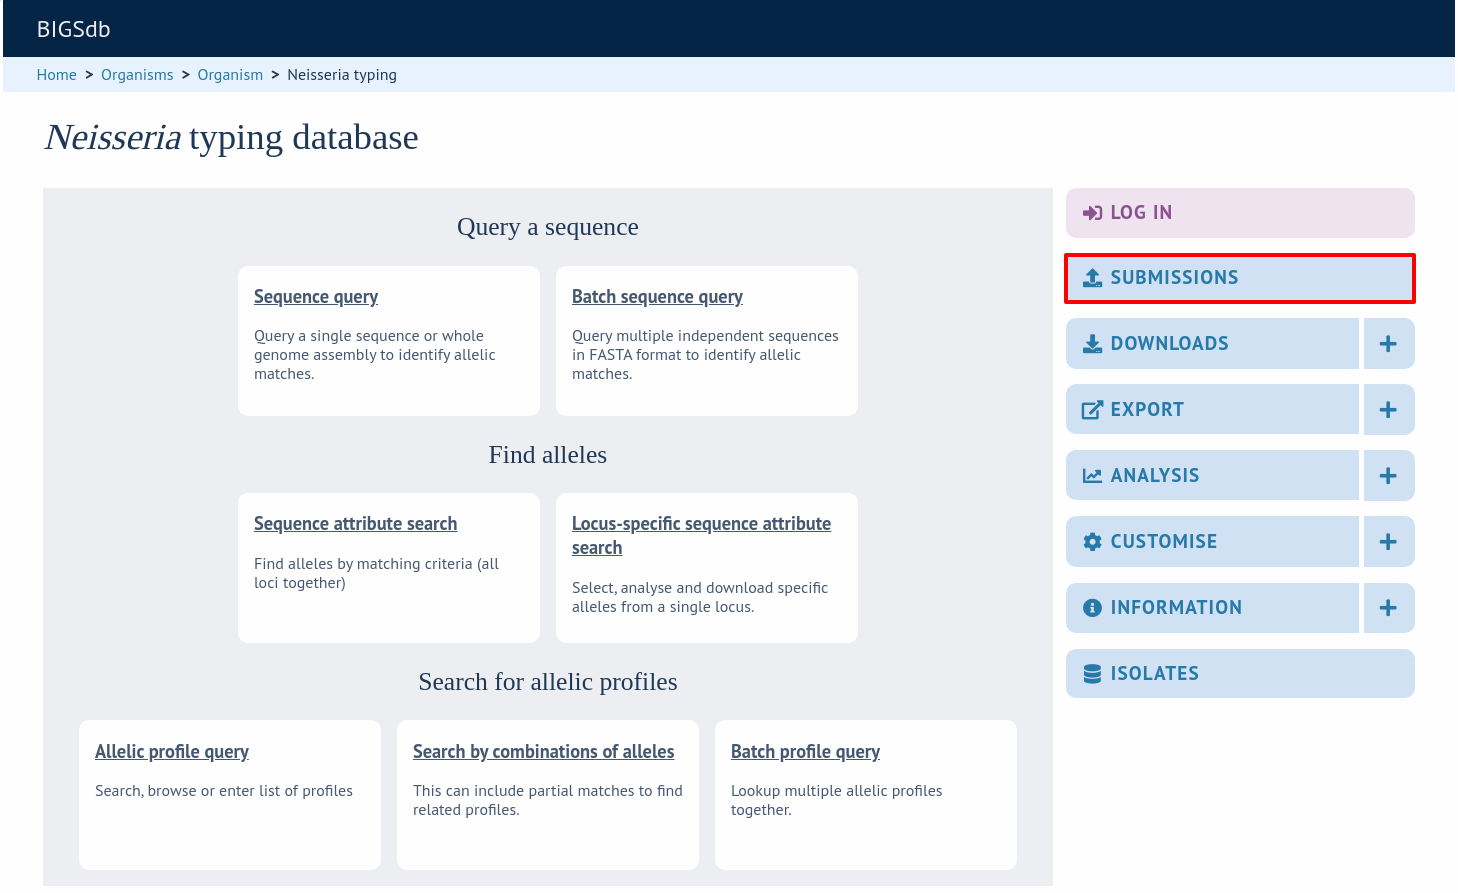 BIGSdb
Home > Organisms > Organism > Neisseria typing
Neisseria typing database
Query a sequence
Sequence query
Query a single sequence or whole
genome assembly to identify allelic
matches.
Batch sequence query
Query multiple independent sequences
in FASTA format to identify allelic
matches.
Find alleles
Sequence attribute search
Find alleles by matching criteria (all
loci together)
Locus-specific sequence attribute
search
Select, analyse and download specific
alleles from a single locus.
Search for allelic profiles
Allelic profile query
Search, browse or enter list of profiles
Search by combinations of alleles
This can include partial matches to find
related profiles.
Batch profile query
Lookup multiple allelic profiles
together.
LOG IN
SUBMISSIONS
DOWNLOADS
EXPORT
ANALYSIS
CUSTOMISE
INFORMATION
ISOLATES